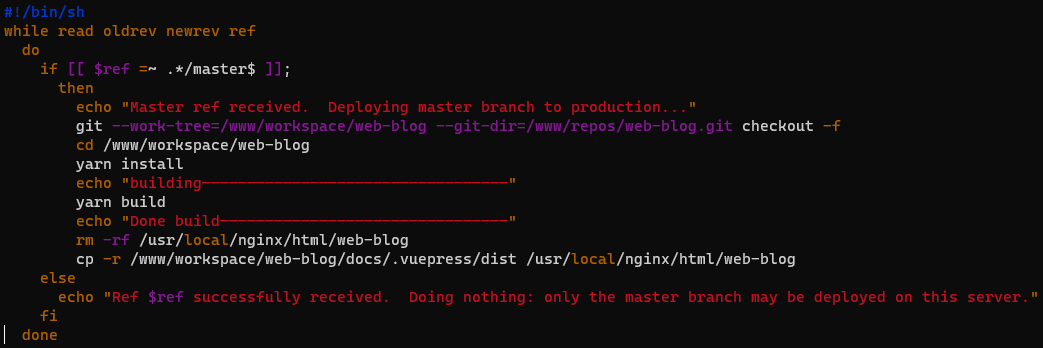 #!/bin/sh
while read oldrev newrev ref
  do
    if [[ $ref =~ .*/master$ ]];
      then
        echo "Master ref received.  Deploying master branch to production..."
        git --work-tree=/www/workspace/web-blog --git-dir=/www/repos/web-blog.git checkout -f
        cd /www/workspace/web-blog
        yarn install
        echo "building----------------------------------"
        yarn build
        echo "Done build--------------------------------"
        rm -rf /usr/local/nginx/html/web-blog
        cp -r /www/workspace/web-blog/docs/.vuepress/dist /usr/local/nginx/html/web-blog
    else
      echo "Ref $ref successfully received.  Doing nothing: only the master branch may be deployed on this server."
    fi
  done